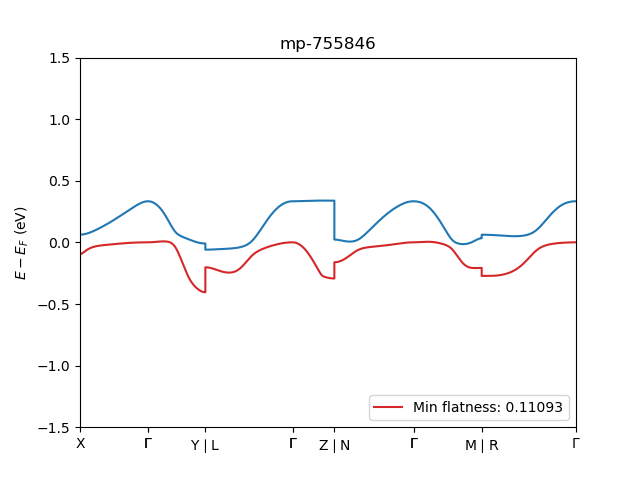 mp-755846
E − E_F (eV)
1.5
1.0
0.5
0.0
−0.5
−1.0
−1.5
X Γ Y | L Γ Z | N Γ M | R Γ
Min flatness: 0.11093